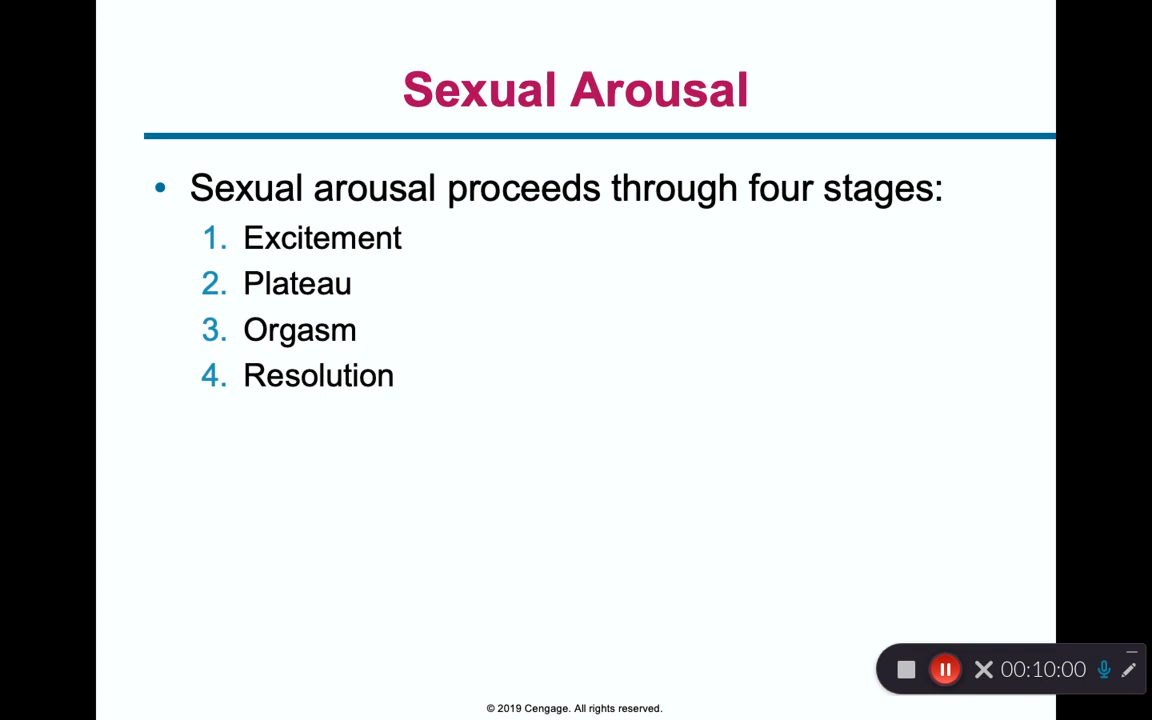 Sexual Arousal
• Sexual arousal proceeds through four stages:
1. Excitement
2. Plateau
3. Orgasm
4. Resolution
00:10:00
© 2019 Cengage. All rights reserved.